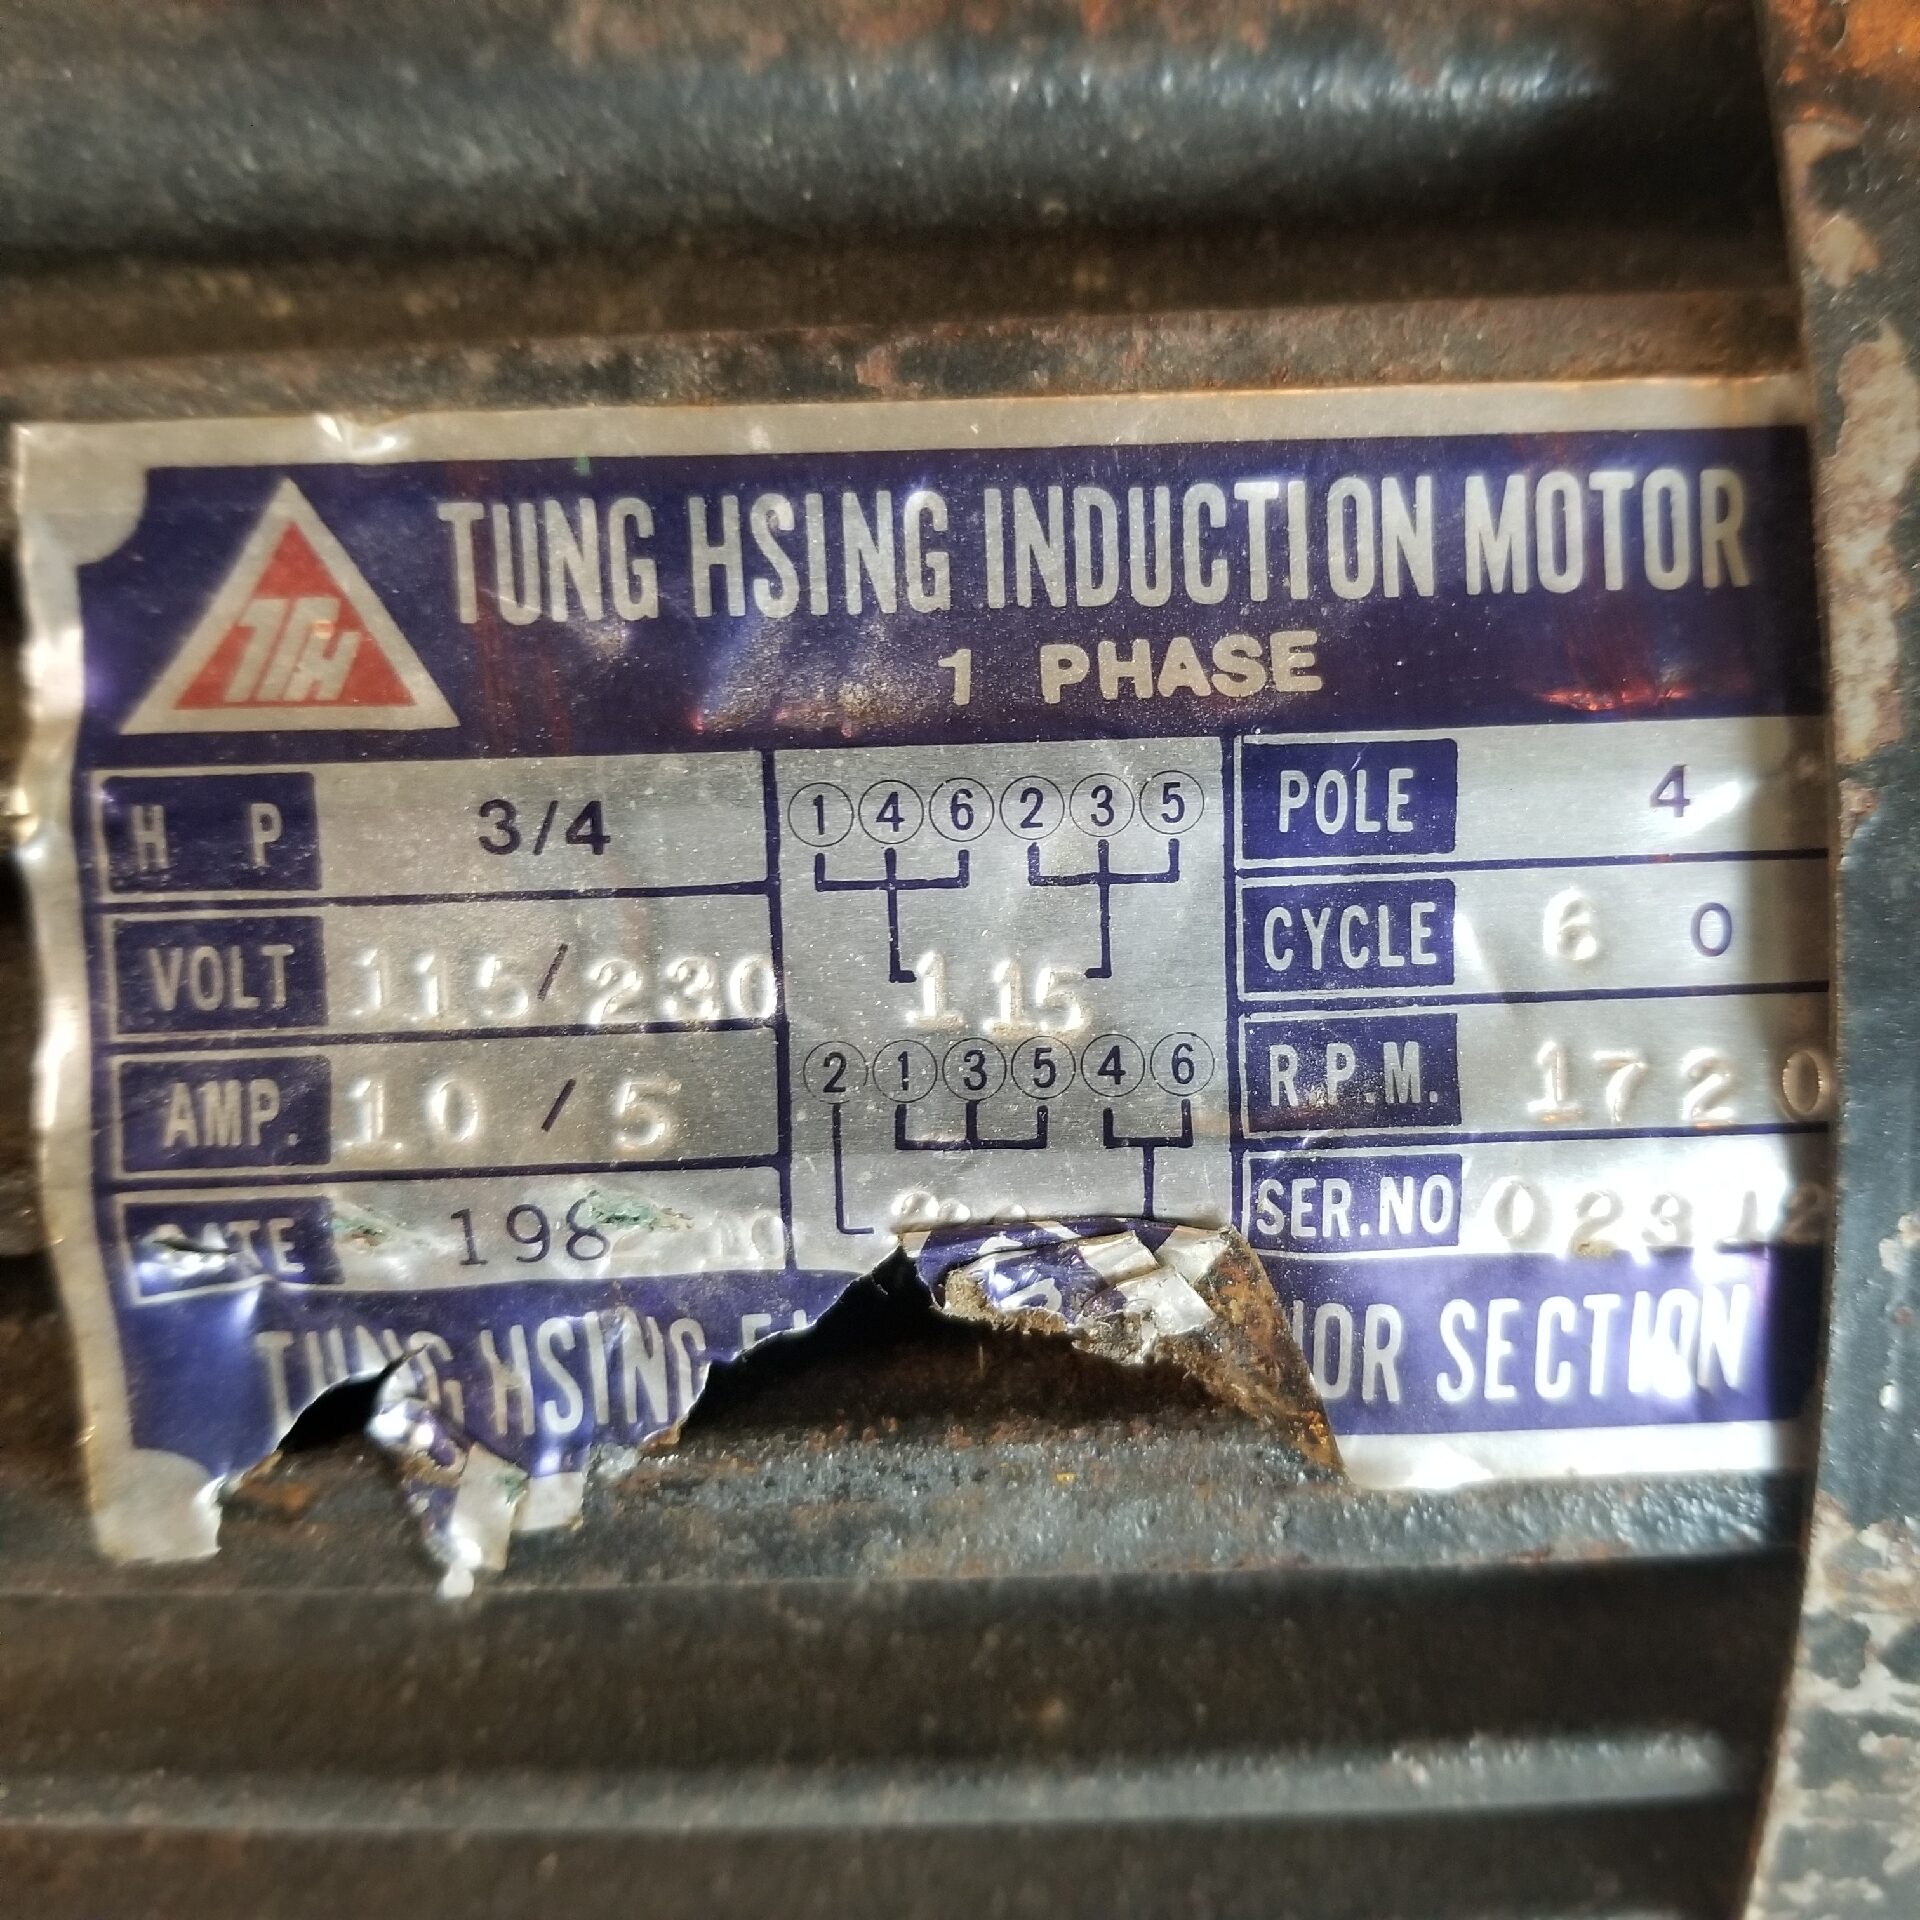 TUNG HSING INDUCTION MOTOR
1 PHASE
H P 3/4
1 4 6 2 3 5
POLE 4
VOLT 115/230
115
CYCLE 6 0
AMP. 10 / 5
2 1 3 5 4 6
R.P.M. 1720
198 10
SER.NO 02312
TUNG HSING SECTION